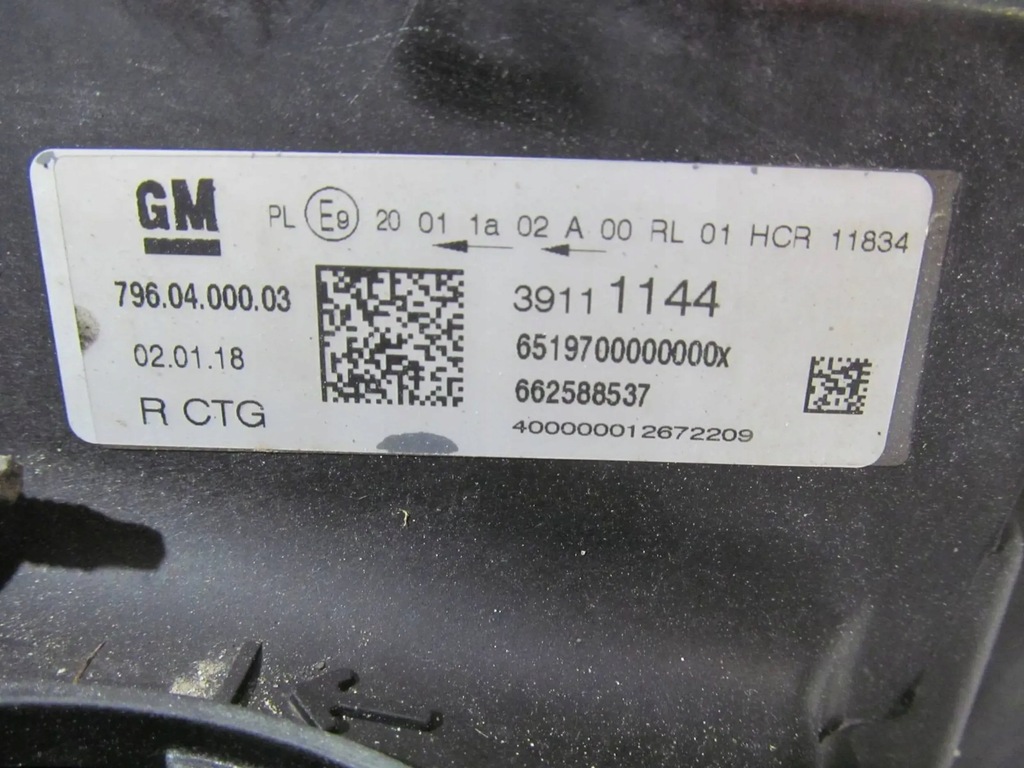 GM
PL E9 20 01 1a 02 A 00 RL 01 HCR 11834
796.04.000.03
02.01.18
R CTG
39111144
6519700000000x
662588537
400000012672209